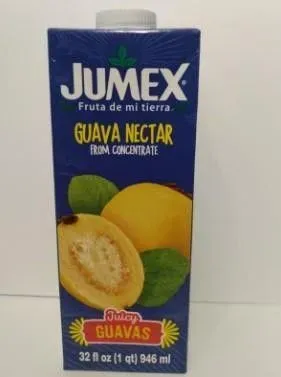 JUMEX
Fruta de mi tierra
GUAVA NECTAR
FROM CONCENTRATE
Juicy
GUAVAS
32 fl oz (1 qt) 946 ml